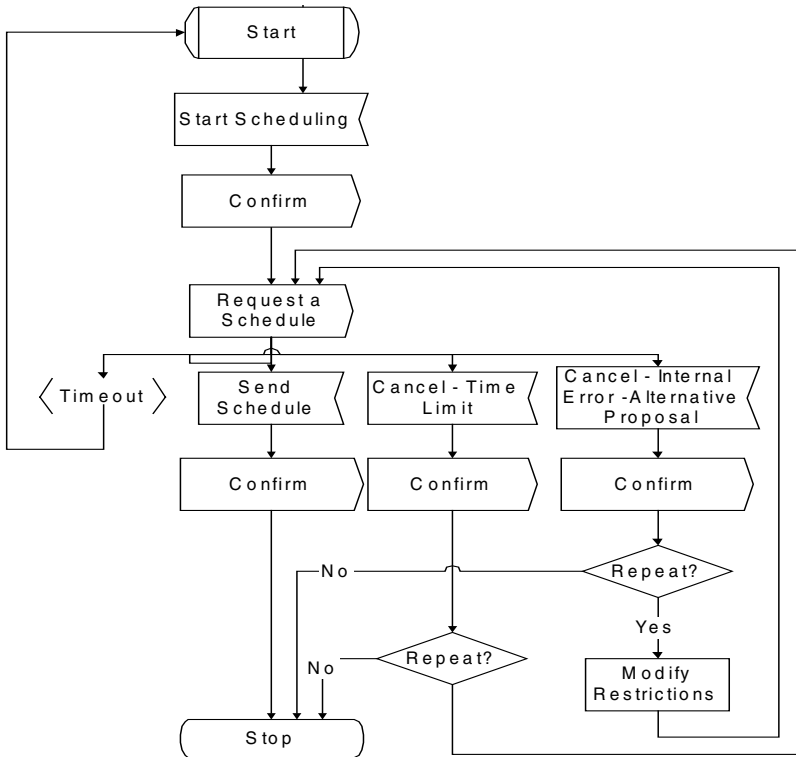 Start
Start Scheduling
Confirm
Request a
Schedule
Timeout
Send
Schedule
Cancel - Time
Limit
Cancel - Internal
Error - Alternative
Proposal
Confirm
Confirm
Confirm
No
Repeat?
Yes
No
Repeat?
Modify
Restrictions
Stop